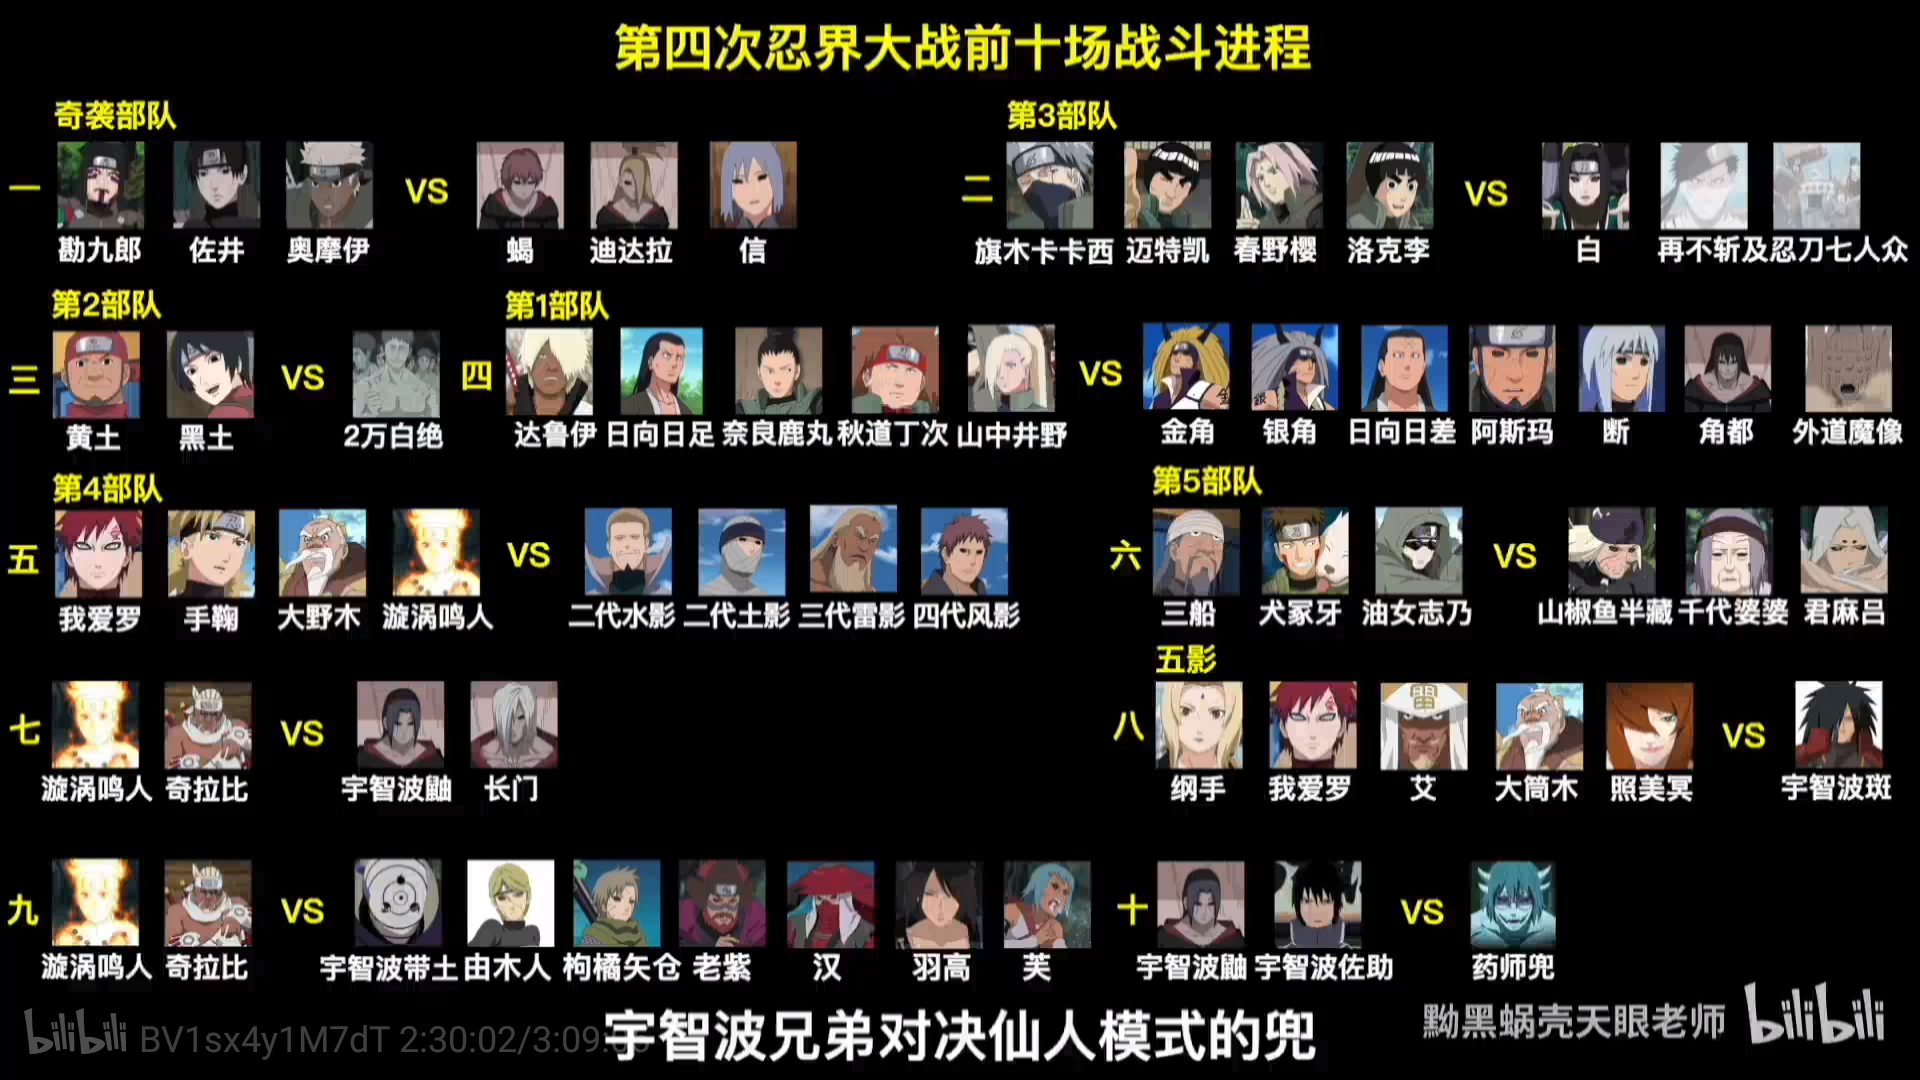 第四次忍界大战前十场战斗进程
奇袭部队
一 VS
勘九郎 佐井 奥摩伊 蝎 迪达拉 信
第3部队
二 VS
旗木卡卡西 迈特凯 春野樱 洛克李 白 再不斩及忍刀七人众
第2部队
三 VS
黄土 黑土 2万白绝
第1部队
四 VS
达鲁伊 日向日足 奈良鹿丸 秋道丁次 山中井野 金角 银角 日向日差 阿斯玛 断 角都 外道魔像
第4部队
五 VS
我爱罗 手鞠 大野木 漩涡鸣人 二代水影 二代土影 三代雷影 四代风影
第5部队
六 VS
三船 犬冢牙 油女志乃 山椒鱼半藏 千代婆婆 君麻吕
七 VS
漩涡鸣人 奇拉比 宇智波鼬 长门
五影
八 VS
纲手 我爱罗 艾 大筒木 照美冥 宇智波斑
九 VS
漩涡鸣人 奇拉比 宇智波带土 由木人 枸橘矢仓 老紫 汉 羽高 芙
十 VS
宇智波鼬 宇智波佐助 药师兜
宇智波兄弟对决仙人模式的兜
bilibili BV1sx4y1M7dT 2:30:02/3:09:
黝黑蜗壳天眼老师 bilibili